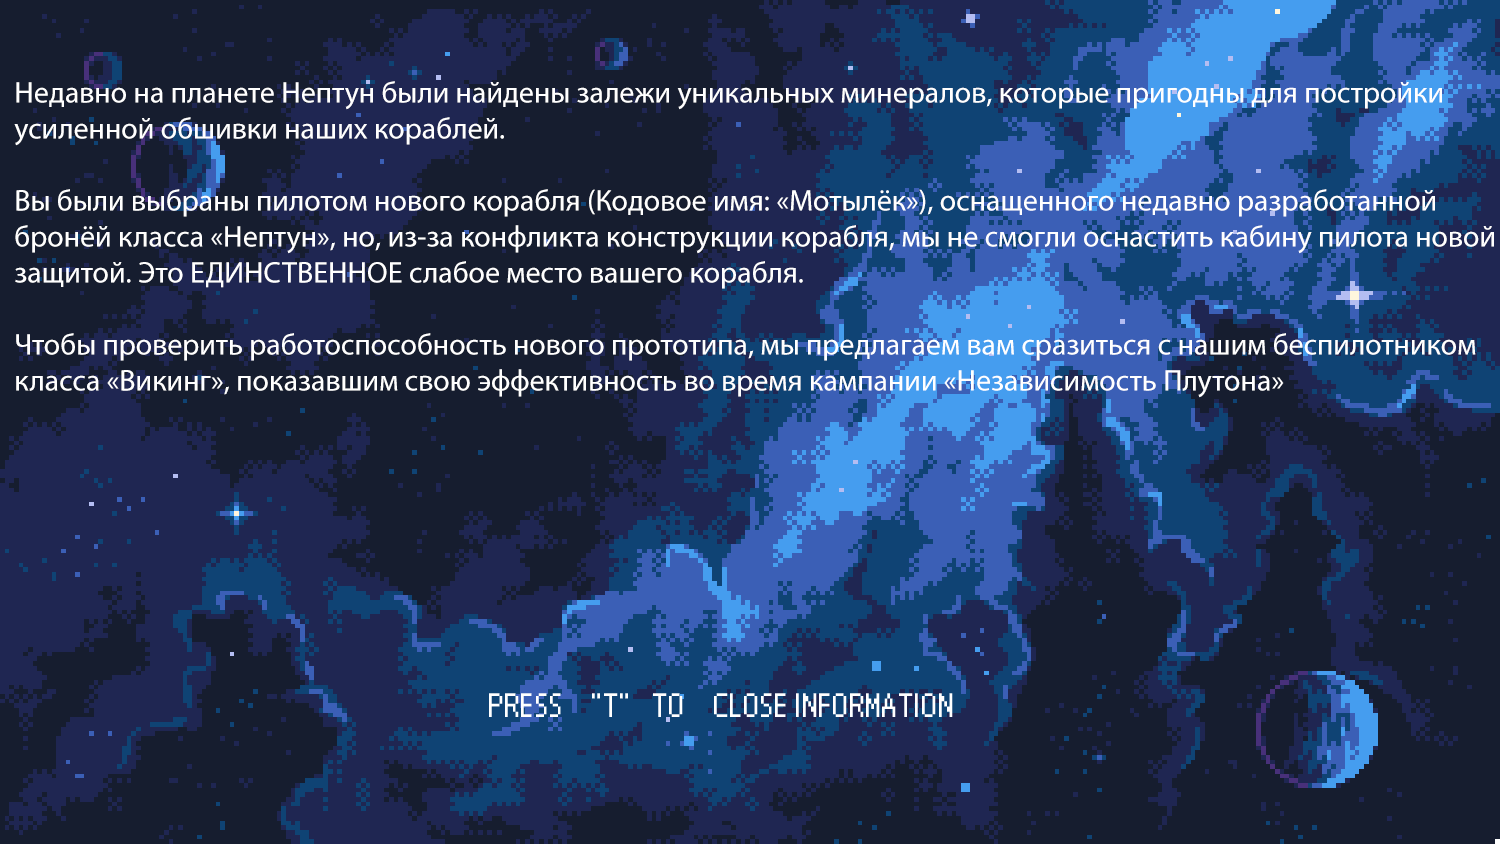 Недавно на планете Нептун были найдены залежи уникальных минералов, которые пригодны для постройки
усиленной обшивки наших кораблей.
Вы были выбраны пилотом нового корабля (Кодовое имя: «Мотылёк»), оснащенного недавно разработанной
бронёй класса «Нептун», но, из-за конфликта конструкции корабля, мы не смогли оснастить кабину пилота новой
защитой. Это ЕДИНСТВЕННОЕ слабое место вашего корабля.
Чтобы проверить работоспособность нового прототипа, мы предлагаем вам сразиться с нашим беспилотником
класса «Викинг», показавшим свою эффективность во время кампании «Независимость Плутона»
PRESS "T" TO CLOSE INFORMATION